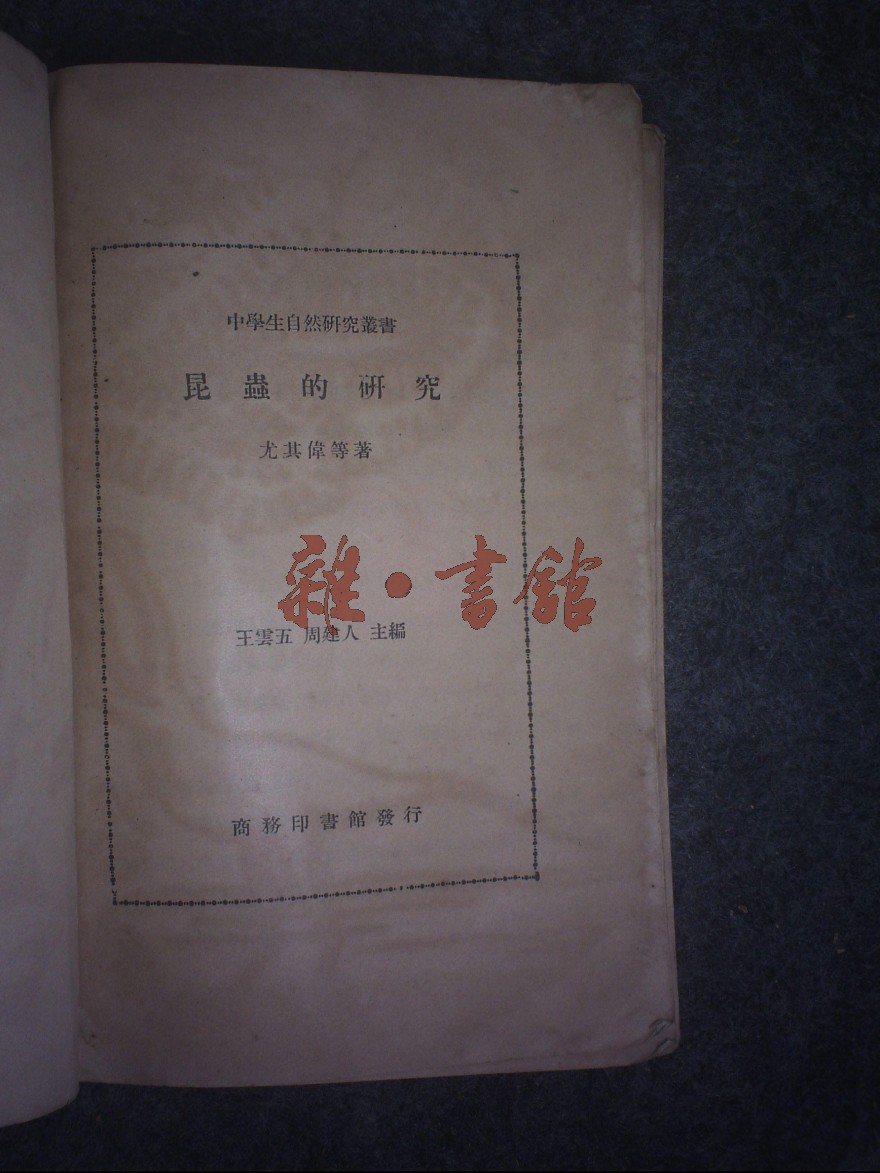 中學生自然研究叢書
昆蟲的研究
尤其偉等著
雜·書館
王雲五 周建人 主編
商務印書館發行